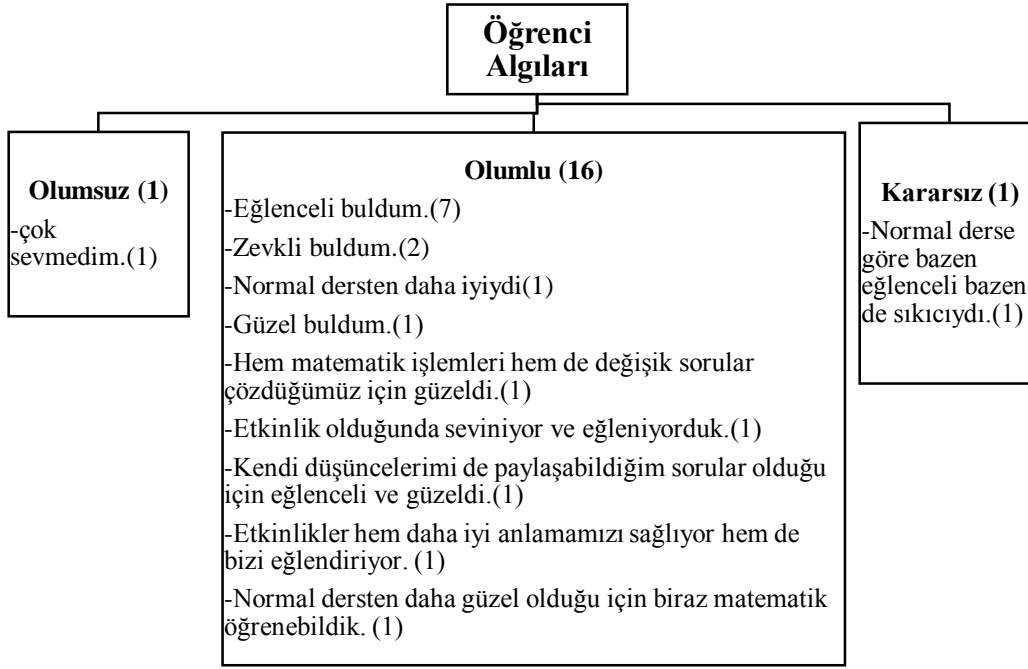 Öğrenci
Algıları
Olumsuz (1)
-çok
sevmedim.(1)
Olumlu (16)
-Eğlenceli buldum.(7)
-Zevkli buldum.(2)
-Normal dersten daha iyiydi(1)
-Güzel buldum.(1)
-Hem matematik işlemleri hem de değişik sorular
çözdüğümüz için güzeldi.(1)
-Etkinlik olduğunda seviniyor ve eğleniyorduk.(1)
-Kendi düşüncelerimi de paylaşabildiğim sorular olduğu
için eğlenceli ve güzeldi.(1)
-Etkinlikler hem daha iyi anlamamızı sağlıyor hem de
bizi eğlendiriyor. (1)
-Normal dersten daha güzel olduğu için biraz matematik
öğrenebildik. (1)
Kararsız (1)
-Normal derse
göre bazen
eğlenceli bazen
de sıkıcıydı.(1)